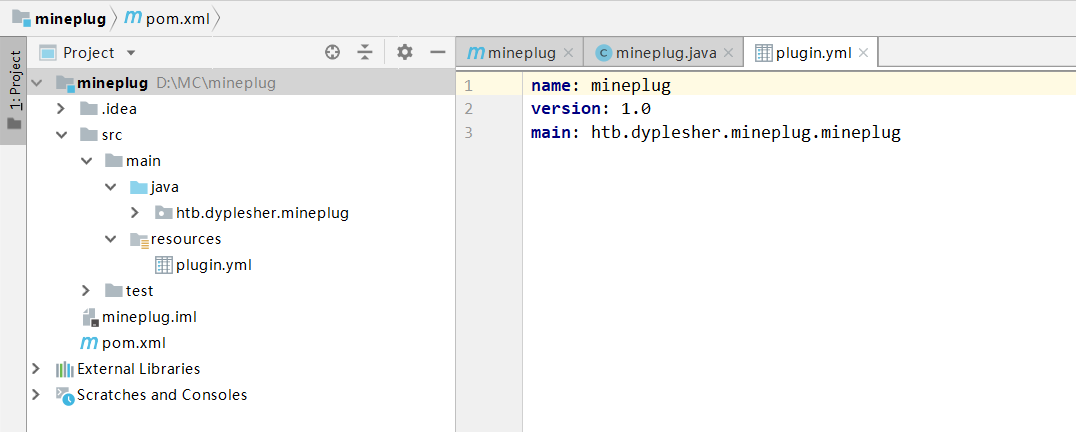 mineplug pom.xml
1: Project
Project
mineplug D:\MC\mineplug
.idea
src
main
java
htb.dyplesher.mineplug
resources
plugin.yml
test
mineplug.iml
pom.xml
External Libraries
Scratches and Consoles
mineplug mineplug.java plugin.yml
1 name: mineplug
2 version: 1.0
3 main: htb.dyplesher.mineplug.mineplug